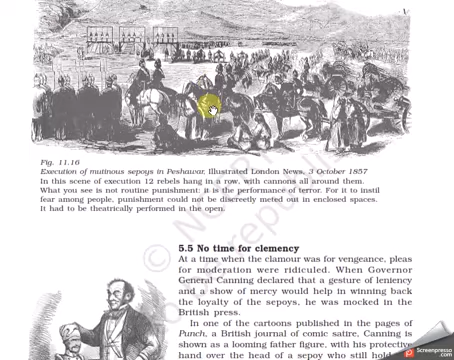 Fig. 11.16
Execution of mutinous sepoys in Peshawar, Illustrated London News, 3 October 1857
In this scene of execution 12 rebels hang in a row, with cannons all around them.
What you see is not routine punishment: it is the performance of terror. For it to instil
fear among people, punishment could not be discreetly meted out in enclosed spaces.
It had to be theatrically performed in the open.
5.5 No time for clemency
At a time when the clamour was for vengeance, pleas
for moderation were ridiculed. When Governor
General Canning declared that a gesture of leniency
and a show of mercy would help in winning back
the loyalty of the sepoys, he was mocked in the
British press.
In one of the cartoons published in the pages of
Punch, a British journal of comic satire, Canning is
shown as a looming father figure, with his protective
hand over the head of a sepoy who still hold
Screenpresso
.com